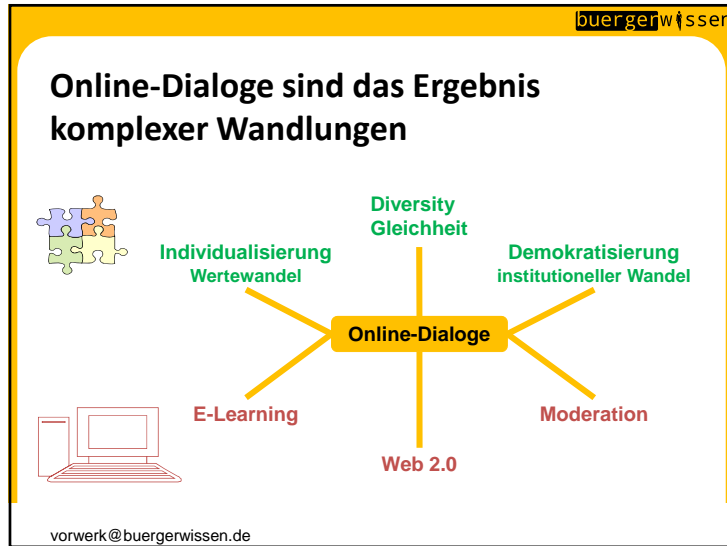 buergerwissen
Online-Dialoge sind das Ergebnis
komplexer Wandlungen
Diversity
Gleichheit
Individualisierung
Wertewandel
Demokratisierung
institutioneller Wandel
Online-Dialoge
E-Learning
Moderation
Web 2.0
vorwerk@buergerwissen.de